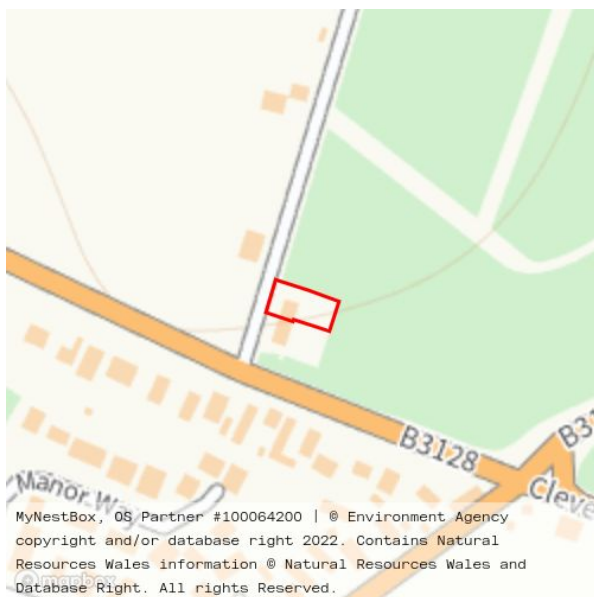 B3128
B31
Manor Wa
Cleve
MyNestBox, OS Partner #100064200 | © Environment Agency
copyright and/or database right 2022. Contains Natural
Resources Wales information © Natural Resources Wales and
Database Right. All rights Reserved.
mapbox